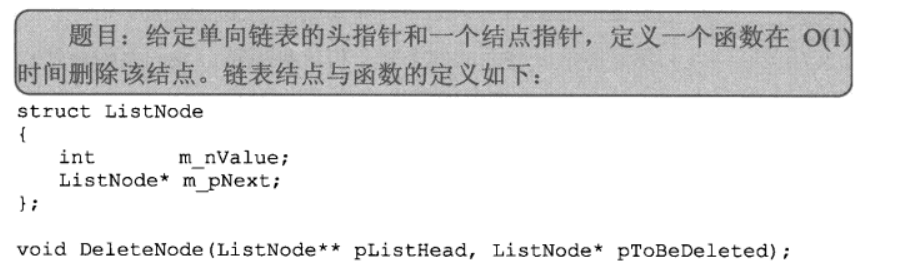 题目：给定单向链表的头指针和一个结点指针，定义一个函数在 O(1)
时间删除该结点。链表结点与函数的定义如下：
struct ListNode
{
    int       m_nValue;
    ListNode* m_pNext;
};
void DeleteNode(ListNode** pListHead, ListNode* pToBeDeleted);